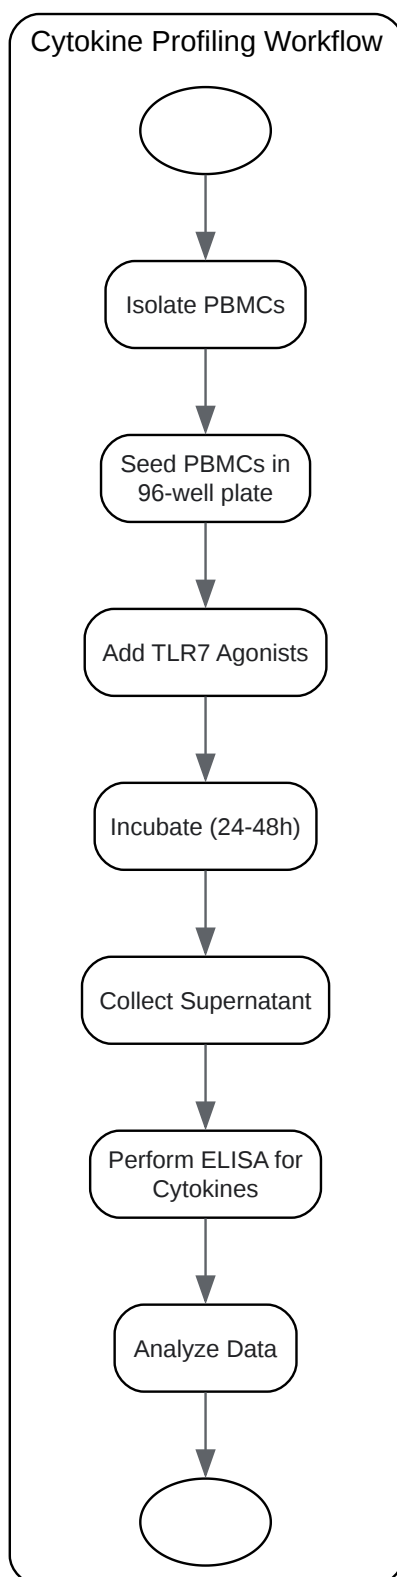 Cytokine Profiling Workflow
Isolate PBMCs
Seed PBMCs in
96-well plate
Add TLR7 Agonists
Incubate (24-48h)
Collect Supernatant
Perform ELISA for
Cytokines
Analyze Data